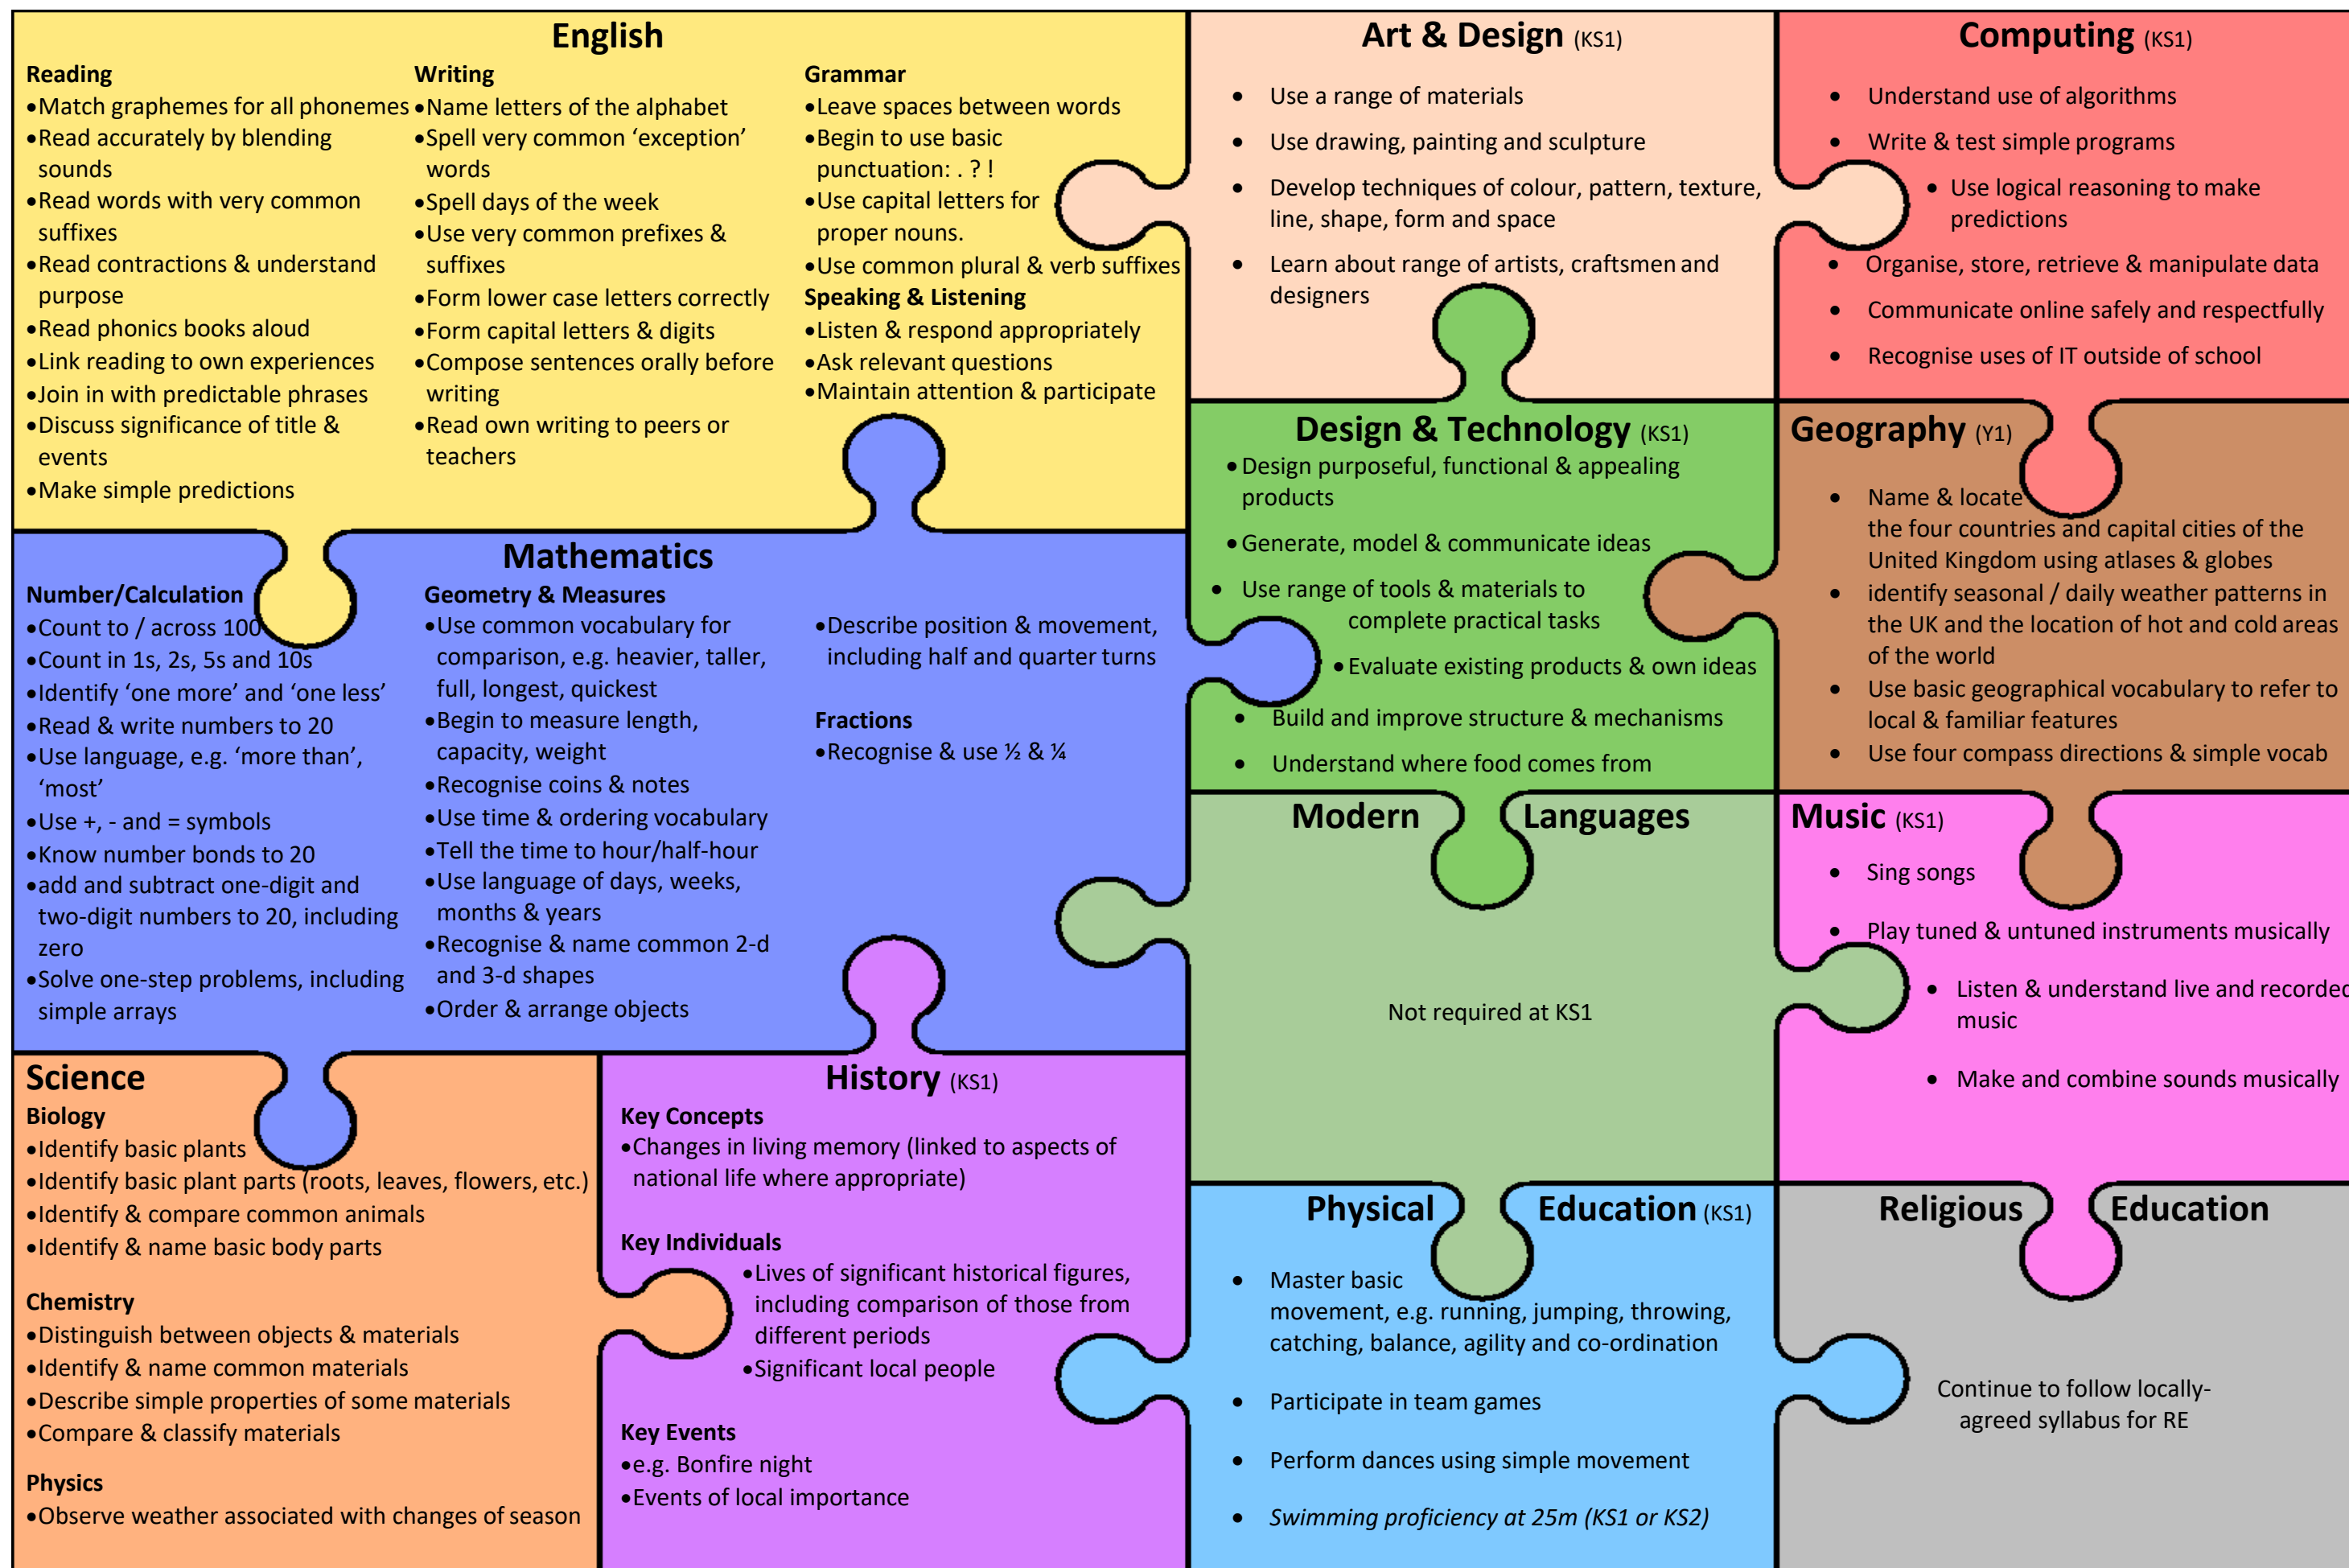 English
Reading
•Match graphemes for all phonemes
•Read accurately by blending
sounds
•Read words with very common
suffixes
•Read contractions & understand
purpose
•Read phonics books aloud
•Link reading to own experiences
•Join in with predictable phrases
•Discuss significance of title &
events
•Make simple predictions
Writing
•Name letters of the alphabet
•Spell very common ‘exception’
words
•Spell days of the week
•Use very common prefixes &
suffixes
•Form lower case letters correctly
•Form capital letters & digits
•Compose sentences orally before
writing
•Read own writing to peers or
teachers
Grammar
•Leave spaces between words
•Begin to use basic
punctuation: . ? !
•Use capital letters for
proper nouns.
•Use common plural & verb suffixes
Speaking & Listening
•Listen & respond appropriately
•Ask relevant questions
•Maintain attention & participate
Art & Design (KS1)
• Use a range of materials
• Use drawing, painting and sculpture
• Develop techniques of colour, pattern, texture,
line, shape, form and space
• Learn about range of artists, craftsmen and
designers
Computing (KS1)
• Understand use of algorithms
• Write & test simple programs
• Use logical reasoning to make
predictions
• Organise, store, retrieve & manipulate data
• Communicate online safely and respectfully
• Recognise uses of IT outside of school
Mathematics
Number/Calculation
•Count to / across 100
•Count in 1s, 2s, 5s and 10s
•Identify ‘one more’ and ‘one less’
•Read & write numbers to 20
•Use language, e.g. ‘more than’,
‘most’
•Use +, - and = symbols
•Know number bonds to 20
•add and subtract one-digit and
two-digit numbers to 20, including
zero
•Solve one-step problems, including
simple arrays
Geometry & Measures
•Use common vocabulary for
comparison, e.g. heavier, taller,
full, longest, quickest
•Begin to measure length,
capacity, weight
•Recognise coins & notes
•Use time & ordering vocabulary
•Tell the time to hour/half-hour
•Use language of days, weeks,
months & years
•Recognise & name common 2-d
and 3-d shapes
•Order & arrange objects
•Describe position & movement,
including half and quarter turns
Fractions
•Recognise & use ½ & ¼
Design & Technology (KS1)
•Design purposeful, functional & appealing
products
•Generate, model & communicate ideas
• Use range of tools & materials to
complete practical tasks
•Evaluate existing products & own ideas
• Build and improve structure & mechanisms
• Understand where food comes from
Geography (Y1)
• Name & locate
the four countries and capital cities of the
United Kingdom using atlases & globes
• identify seasonal / daily weather patterns in
the UK and the location of hot and cold areas
of the world
• Use basic geographical vocabulary to refer to
local & familiar features
• Use four compass directions & simple vocab
Modern Languages
Not required at KS1
Music (KS1)
• Sing songs
• Play tuned & untuned instruments musically
• Listen & understand live and recorded
music
• Make and combine sounds musically
Science
Biology
•Identify basic plants
•Identify basic plant parts (roots, leaves, flowers, etc.)
•Identify & compare common animals
•Identify & name basic body parts
Chemistry
•Distinguish between objects & materials
•Identify & name common materials
•Describe simple properties of some materials
•Compare & classify materials
Physics
•Observe weather associated with changes of season
History (KS1)
Key Concepts
•Changes in living memory (linked to aspects of
national life where appropriate)
Key Individuals
•Lives of significant historical figures,
including comparison of those from
different periods
•Significant local people
Key Events
•e.g. Bonfire night
•Events of local importance
Physical Education (KS1)
• Master basic
movement, e.g. running, jumping, throwing,
catching, balance, agility and co-ordination
• Participate in team games
• Perform dances using simple movement
• Swimming proficiency at 25m (KS1 or KS2)
Religious Education
Continue to follow locally-
agreed syllabus for RE